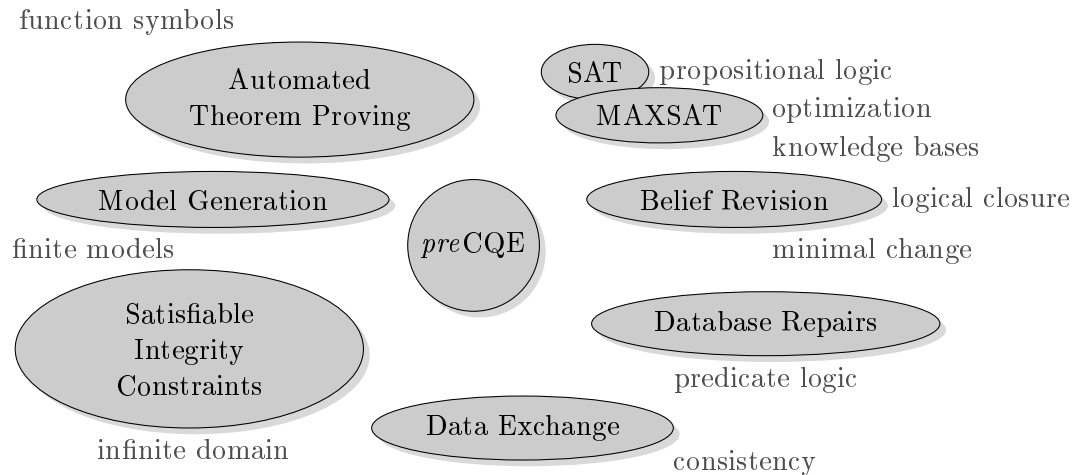 function symbols
Automated
Theorem Proving
SAT
propositional logic
MAXSAT
optimization
knowledge bases
Model Generation
Belief Revision
logical closure
preCQE
finite models
minimal change
Satisfiable
Integrity
Constraints
Database Repairs
predicate logic
Data Exchange
infinite domain
consistency